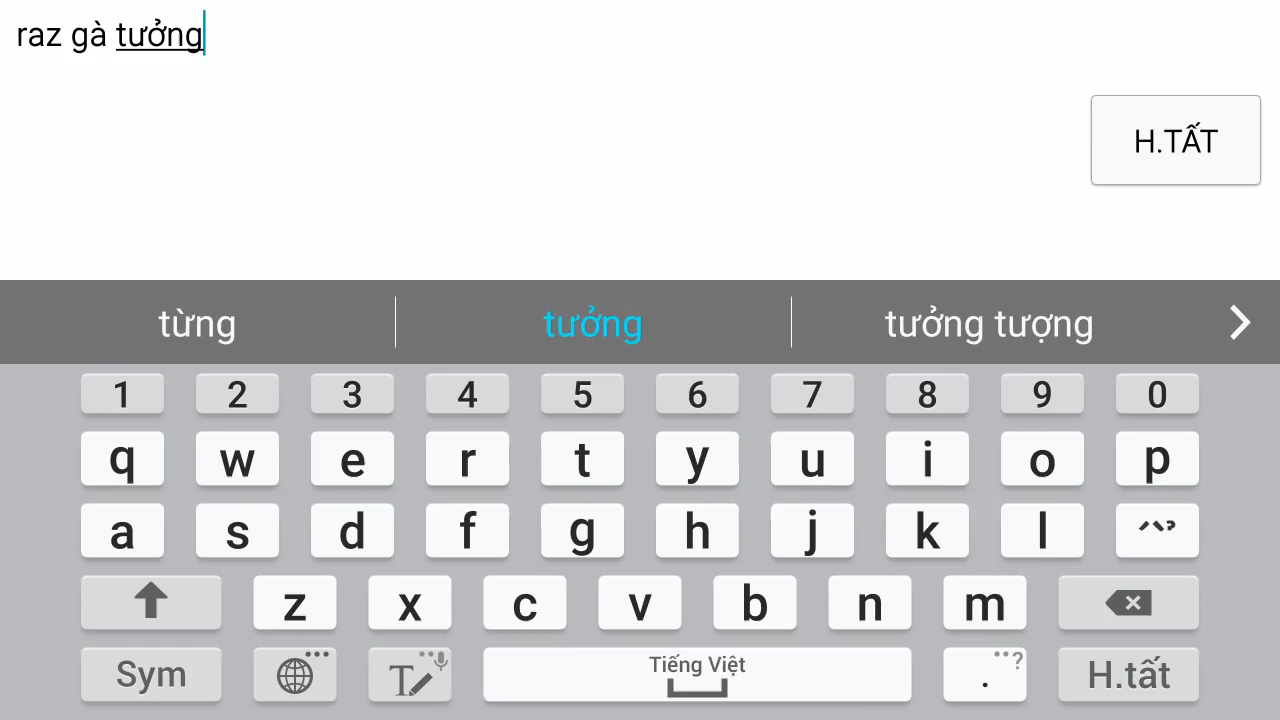 raz gà tưởng
H.TẤT
từng tưởng tưởng tượng
1 2 3 4 5 6 7 8 9 0
q w e r t y u i o p
a s d f g h j k l
z x c v b n m
Sym T Tiếng Việt . ? H.tất